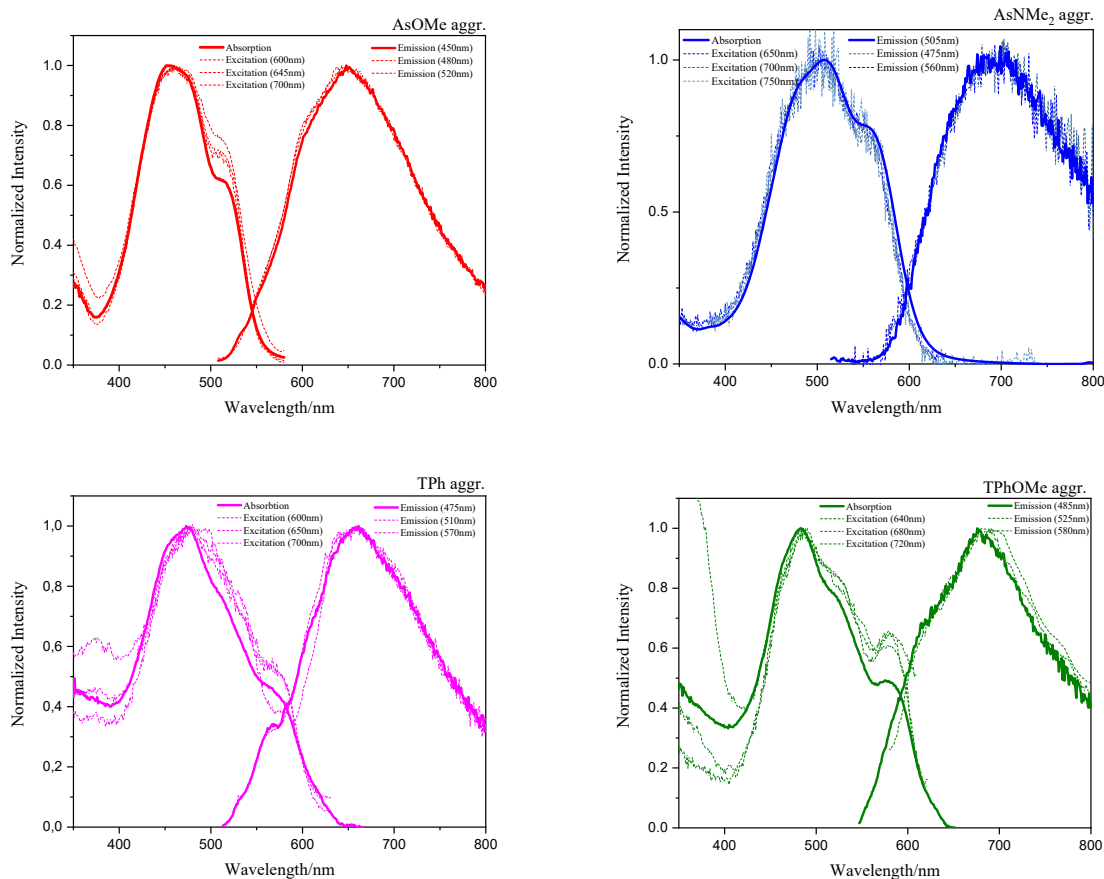 AsOMe aggr.
Absorption
Excitation (600nm)
Excitation (645nm)
Excitation (700nm)
Emission (450nm)
Emission (480nm)
Emission (520nm)
Normalized Intensity
1.0
0.8
0.6
0.4
0.2
0.0
400 500 600 700 800
Wavelength/nm
AsNMe2 aggr.
Absorption
Excitation (650nm)
Excitation (700nm)
Excitation (750nm)
Emission (505nm)
Emission (475nm)
Emission (560nm)
Normalized Intensity
1.0
0.5
0.0
400 500 600 700 800
Wavelength/nm
TPh aggr.
Absorbtion
Excitation (600nm)
Excitation (650nm)
Excitation (700nm)
Emission (475nm)
Emission (510nm)
Emission (570nm)
Normalized Intensity
1,0
0,8
0,6
0,4
0,2
0,0
400 500 600 700 800
Wavelength/nm
TPhOMe aggr.
Absorption
Excitation (640nm)
Excitation (680nm)
Excitation (720nm)
Emission (485nm)
Emission (525nm)
Emission (580nm)
Normalized Intensity
1.0
0.8
0.6
0.4
0.2
0.0
400 500 600 700 800
Wavelength/nm